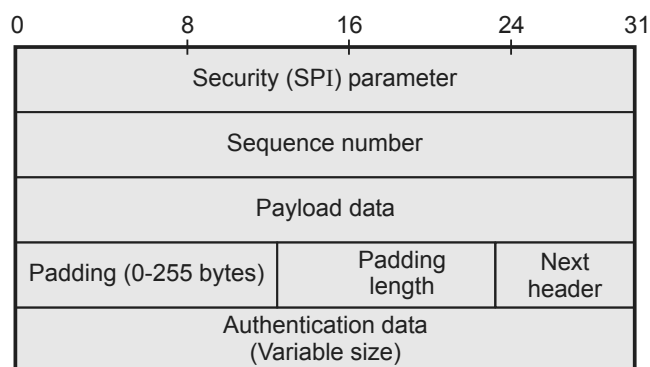 0 8 16 24 31
Security (SPI) parameter
Sequence number
Payload data
Padding (0-255 bytes)
Padding
length
Next
header
Authentication data
(Variable size)